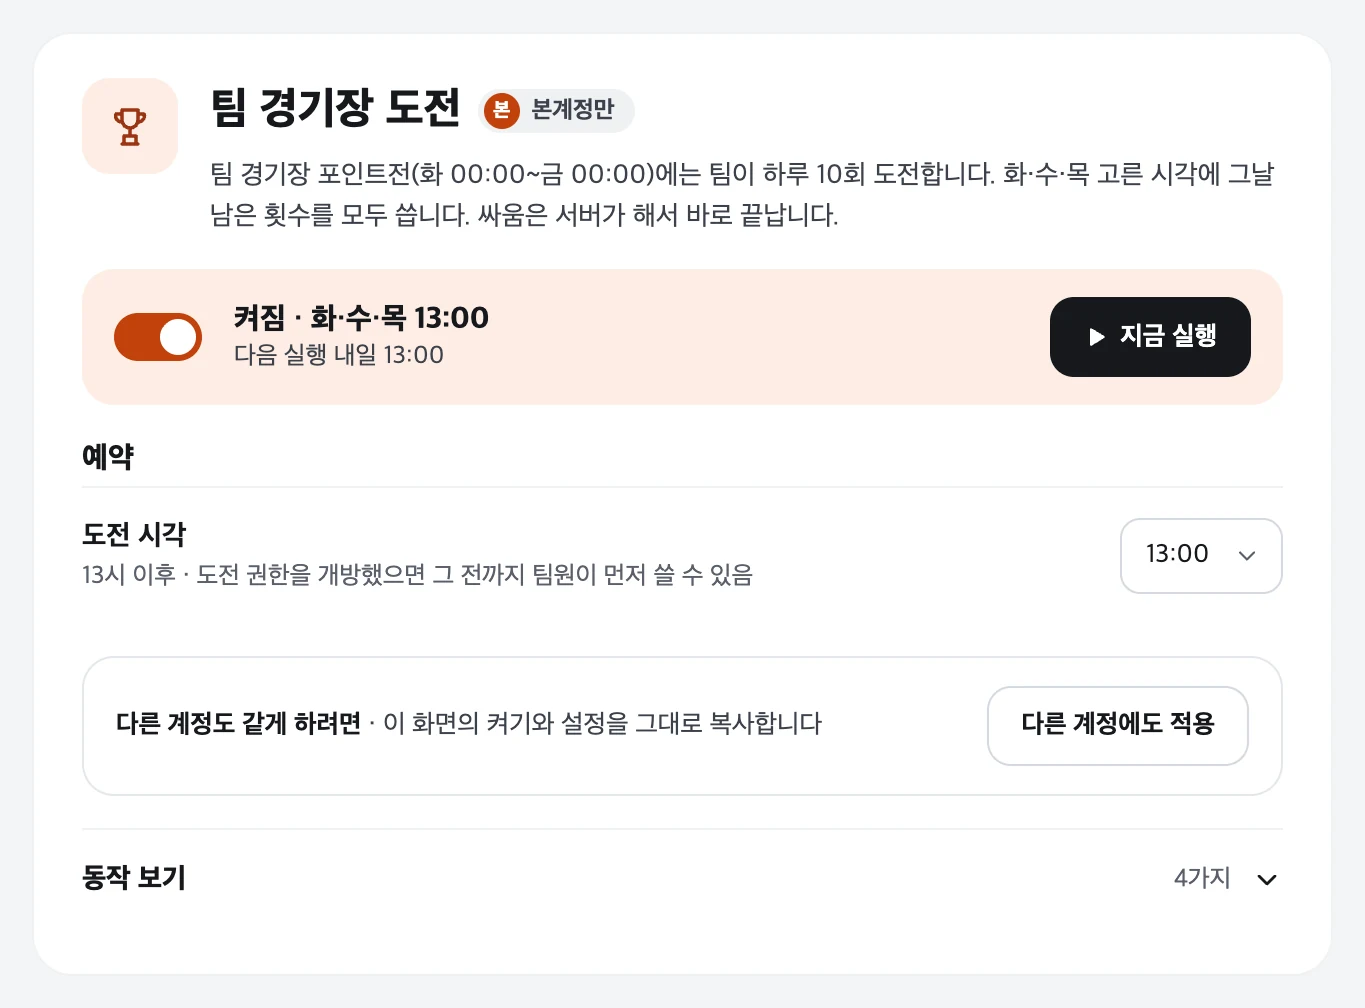 팀 경기장 도전
본 본계정만
팀 경기장 포인트전(화 00:00~금 00:00)에는 팀이 하루 10회 도전합니다. 화·수·목 고른 시각에 그날
남은 횟수를 모두 씁니다. 싸움은 서버가 해서 바로 끝납니다.
켜짐 · 화·수·목 13:00
다음 실행 내일 13:00
지금 실행
예약
도전 시각
13시 이후 · 도전 권한을 개방했으면 그 전까지 팀원이 먼저 쓸 수 있음
13:00
다른 계정도 같게 하려면 · 이 화면의 켜기와 설정을 그대로 복사합니다
다른 계정에도 적용
동작 보기
4가지